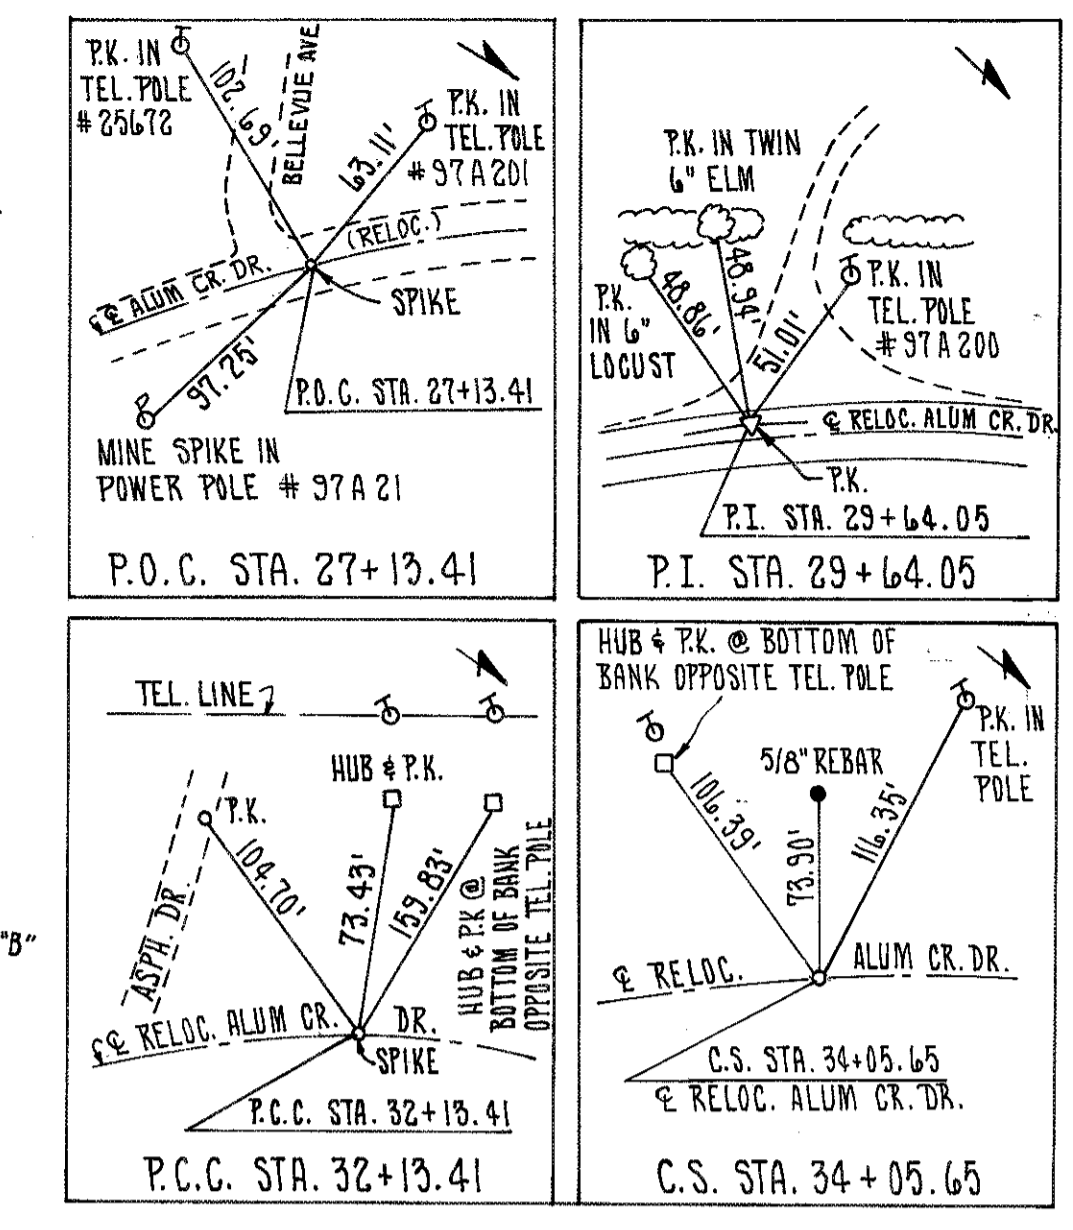 P.K. IN
TEL. POLE
# 25672
102.69'
BELLEVUE AVE
63.11'
P.K. IN
TEL. POLE
# 97A201
(RELOC.)
℄ ALUM CR. DR.
SPIKE
97.25'
P.O.C. STA. 27+13.41
MINE SPIKE IN
POWER POLE # 97A21
P.O.C. STA. 27+13.41
P.K. IN TWIN
6" ELM
P.K.
IN 6"
LOCUST
48.86'
48.94'
51.01'
P.K. IN
TEL. POLE
# 97A200
℄ RELOC. ALUM CR. DR.
P.K.
P.I. STA. 29+64.05
P.I. STA. 29+64.05
TEL. LINE
HUB & P.K.
P.K.
104.70'
73.43'
159.83'
HUB & P.K @
BOTTOM OF BANK
OPPOSITE TEL. POLE
ASPH. DR.
℄ RELOC. ALUM CR. DR.
SPIKE
P.C.C. STA. 32+13.41
P.C.C. STA. 32+13.41
"B"
HUB & P.K. @ BOTTOM OF
BANK OPPOSITE TEL. POLE
P.K. IN
TEL.
POLE
5/8" REBAR
106.39'
73.90'
116.35'
℄ RELOC. ALUM CR. DR.
C.S. STA. 34+05.65
℄ RELOC. ALUM CR. DR.
C.S. STA. 34+05.65